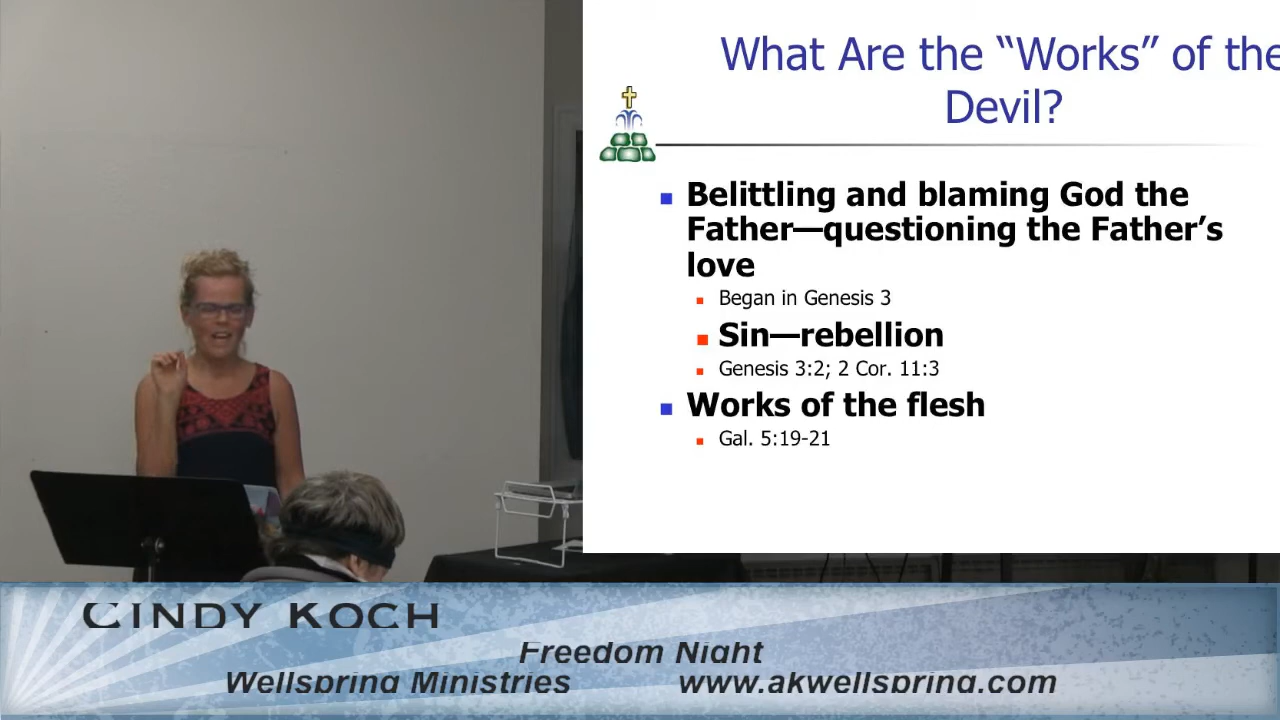 What Are the “Works” of the
Devil?
Belittling and blaming God the
Father—questioning the Father’s
love
Began in Genesis 3
Sin—rebellion
Genesis 3:2; 2 Cor. 11:3
Works of the flesh
Gal. 5:19-21
CINDY KOCH
Freedom Night
Wellspring Ministries www.akwellspring.com